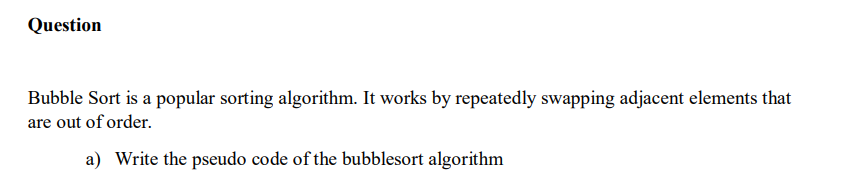 Question
Bubble Sort is a popular sorting algorithm. It works by repeatedly swapping adjacent elements that
are out of order.
a) Write the pseudo code of the bubblesort algorithm